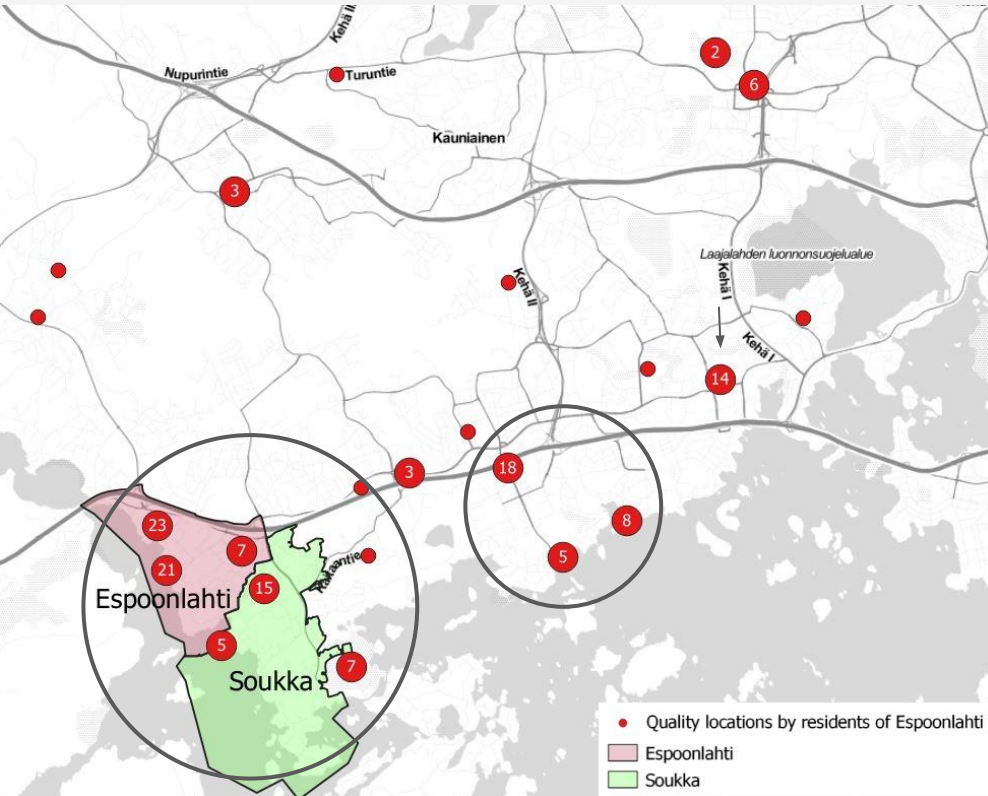 Kehä II
2
Nupurintie
Turuntie
6
Kauniainen
3
Laajalahden luonnonsuojelualue
Kehä I
Kehä II
Kehä I
14
18
3
23
8
7
5
21
15
Espoonlahti
5
7
Soukka
Quality locations by residents of Espoonlahti
Espoonlahti
Soukka